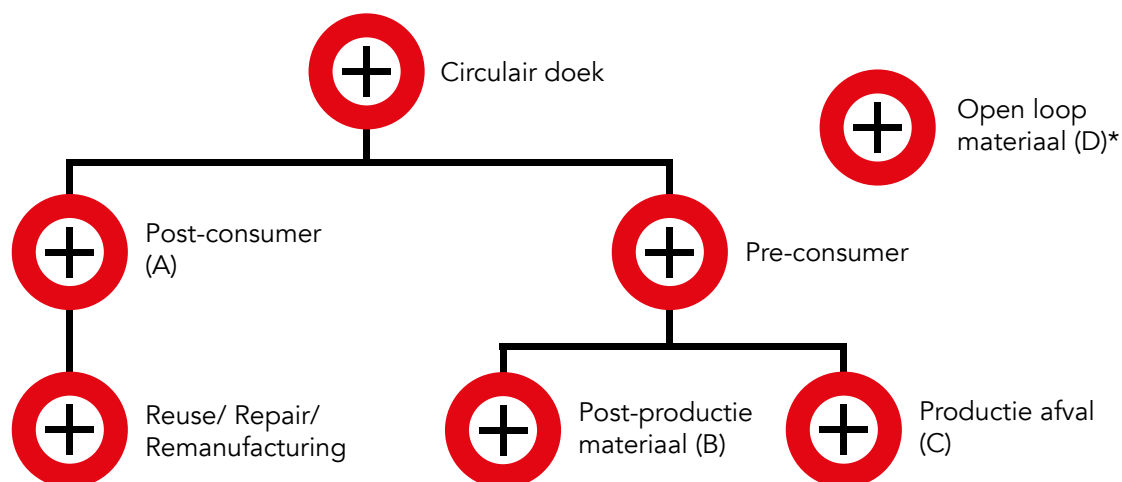 Circulair doek
Open loop
materiaal (D)*
Post-consumer
(A)
Pre-consumer
Reuse/ Repair/
Remanufacturing
Post-productie
materiaal (B)
Productie afval
(C)